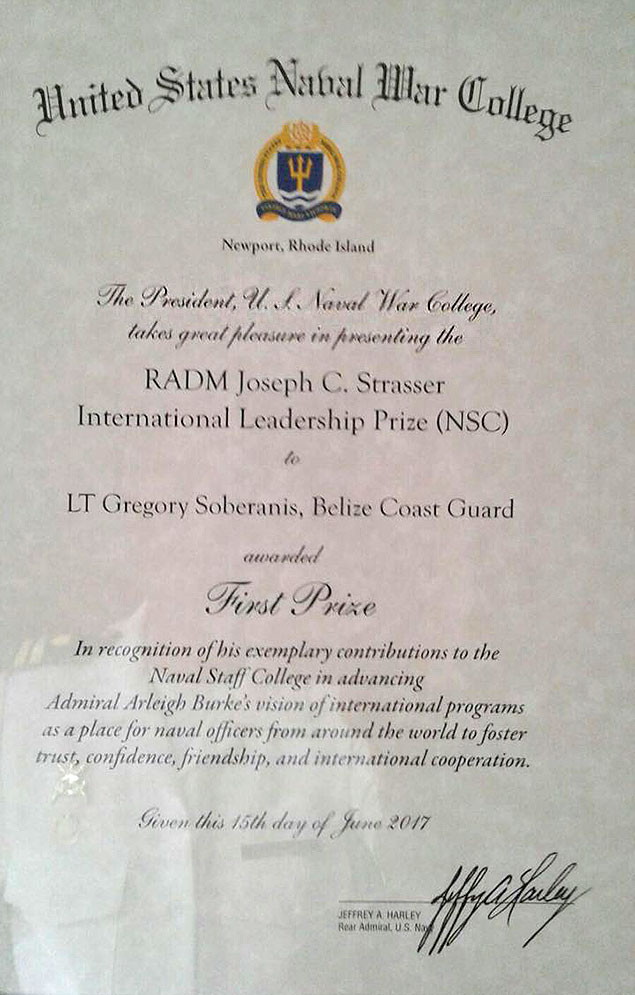 United States Naval War College
Newport, Rhode Island
The President, U. S. Naval War College,
takes great pleasure in presenting the
RADM Joseph C. Strasser
International Leadership Prize (NSC)
to
LT Gregory Soberanis, Belize Coast Guard
awarded
First Prize
In recognition of his exemplary contributions to the
Naval Staff College in advancing
Admiral Arleigh Burke's vision of international programs
as a place for naval officers from around the world to foster
trust, confidence, friendship, and international cooperation.
Given this 15th day of June 2017
JEFFREY A. HARLEY
Rear Admiral, U.S. Navy